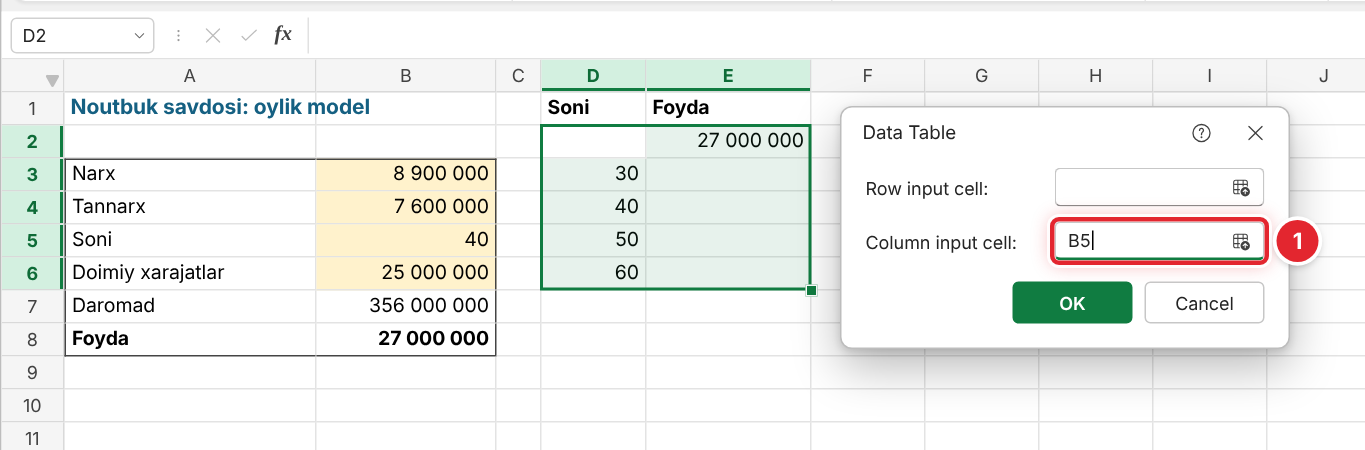 D2 fx
A B C D E F G H I J
1 Noutbuk savdosi: oylik model Soni Foyda
2 27 000 000
3 Narx 8 900 000 30
4 Tannarx 7 600 000 40
5 Soni 40 50
6 Doimiy xarajatlar 25 000 000 60
7 Daromad 356 000 000
8 Foyda 27 000 000
9
10
11
Data Table ?
Row input cell:
Column input cell: B5 1
OK Cancel